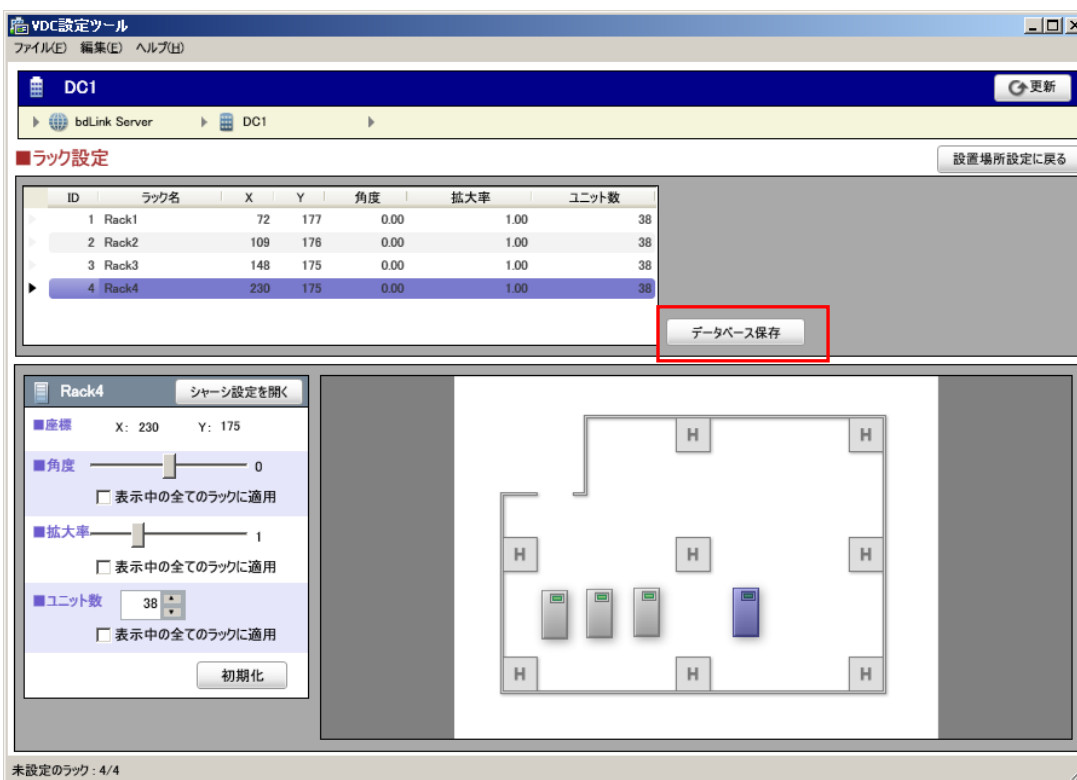 VDC設定ツール
ファイル(F) 編集(E) ヘルプ(H)
DC1
更新
bdLink Server DC1
■ラック設定
設置場所設定に戻る
ID ラック名 X Y 角度 拡大率 ユニット数
1 Rack1 72 177 0.00 1.00 38
2 Rack2 109 176 0.00 1.00 38
3 Rack3 148 175 0.00 1.00 38
4 Rack4 230 175 0.00 1.00 38
データベース保存
Rack4 シャーシ設定を開く
■座標 X: 230 Y: 175
■角度 0
表示中の全てのラックに適用
■拡大率 1
表示中の全てのラックに適用
■ユニット数 38
表示中の全てのラックに適用
初期化
H H
H H H
H H H
未設定のラック : 4/4